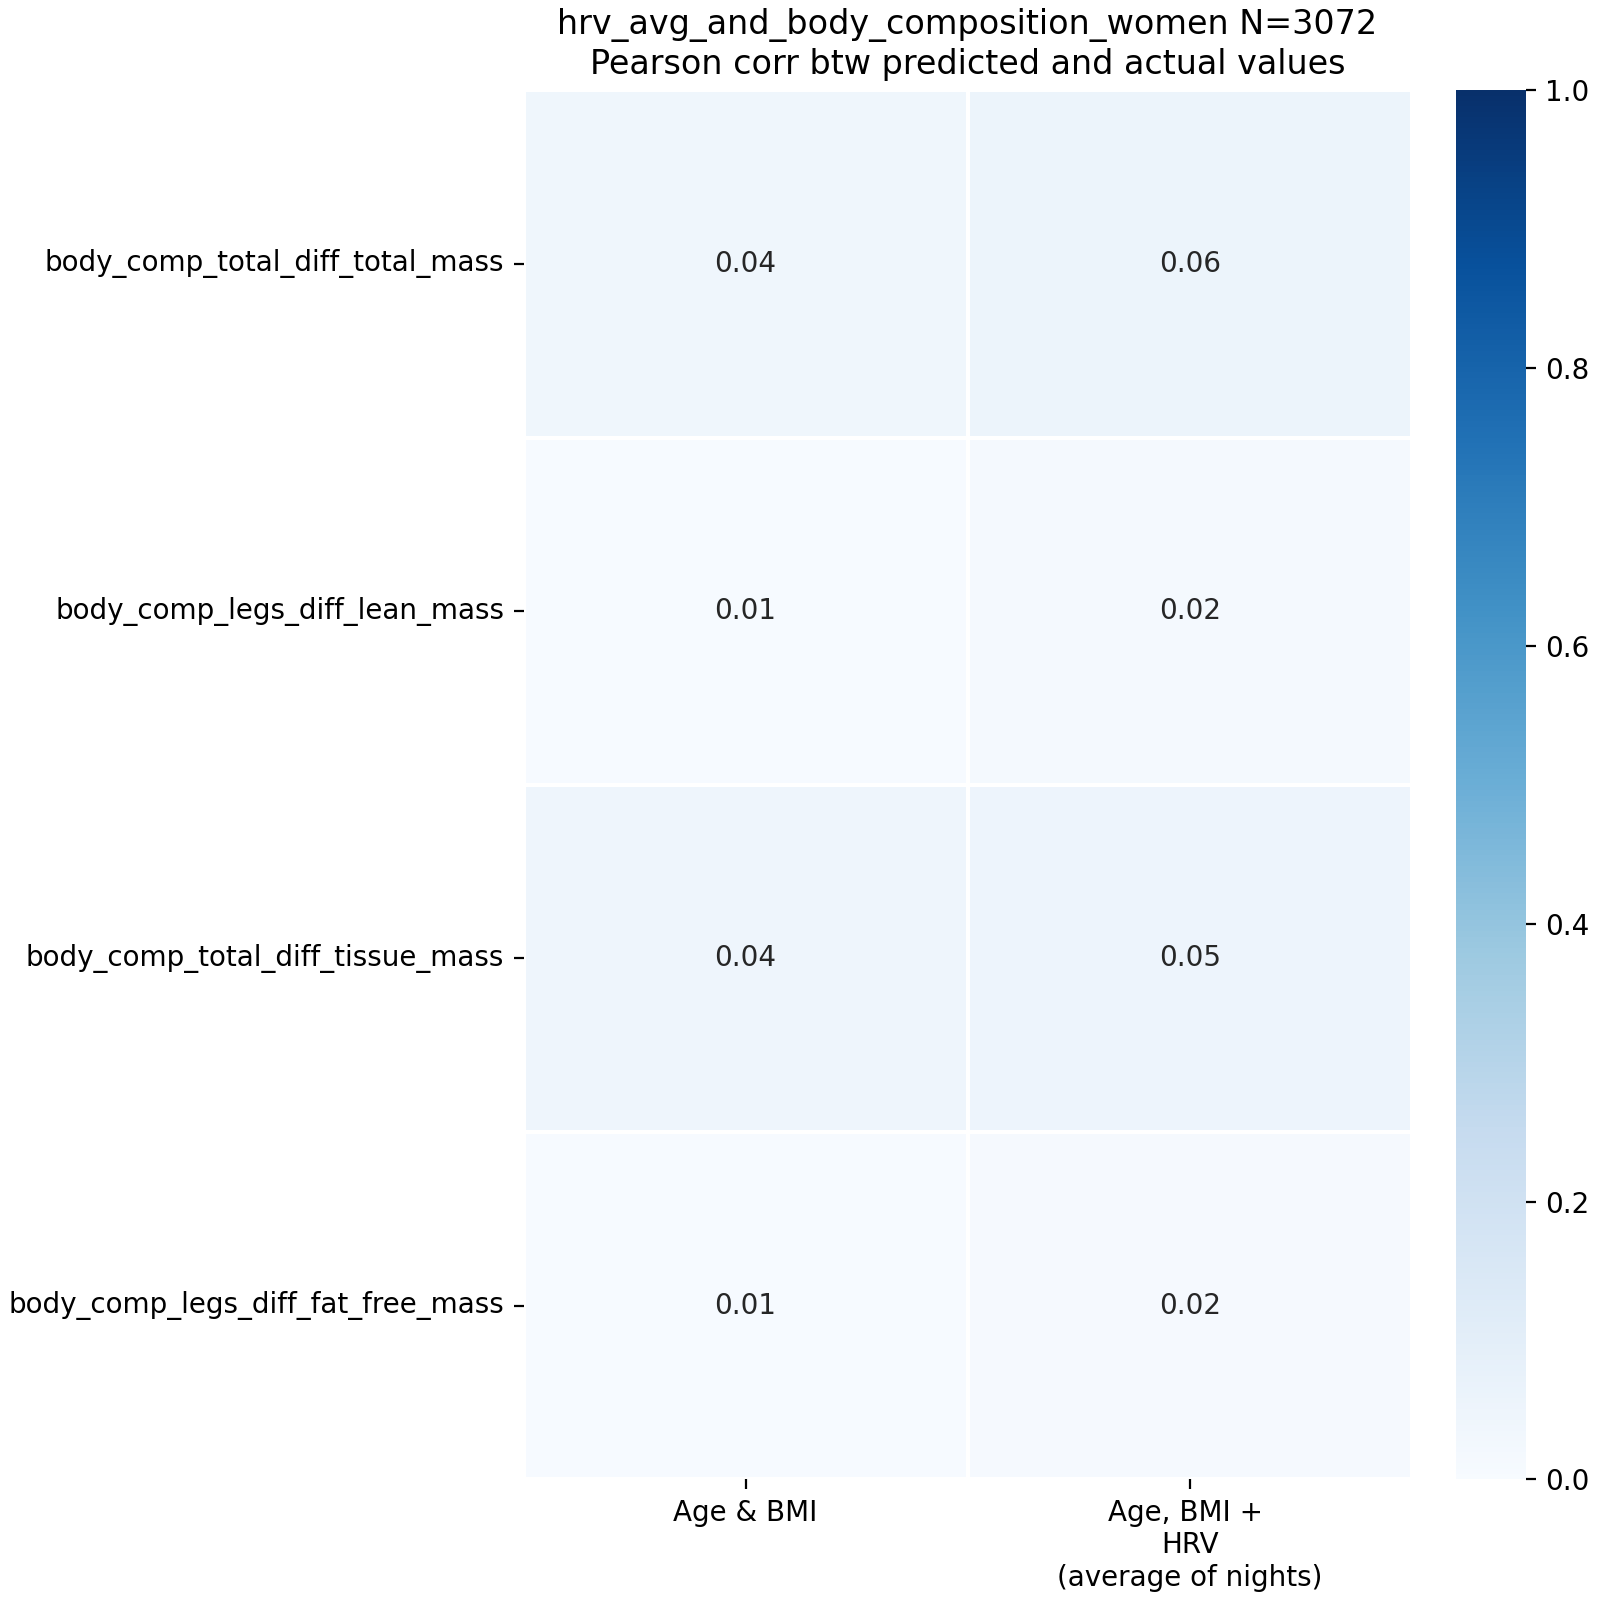 hrv_avg_and_body_composition_women N=3072
Pearson corr btw predicted and actual values
body_comp_total_diff_total_mass
0.04
0.06
body_comp_legs_diff_lean_mass
0.01
0.02
body_comp_total_diff_tissue_mass
0.04
0.05
body_comp_legs_diff_fat_free_mass
0.01
0.02
Age & BMI
Age, BMI +
HRV
(average of nights)
1.0
0.8
0.6
0.4
0.2
0.0